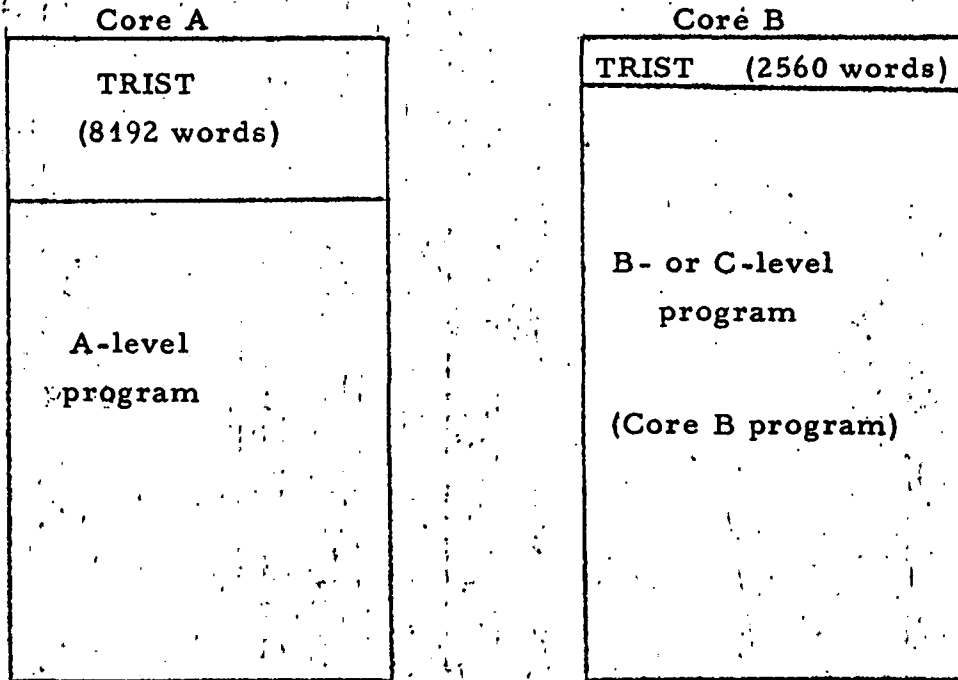 Core A
TRIST
(8192 words)
A-level
program
Core B
TRIST (2560 words)
B- or C-level
program
(Core B program)